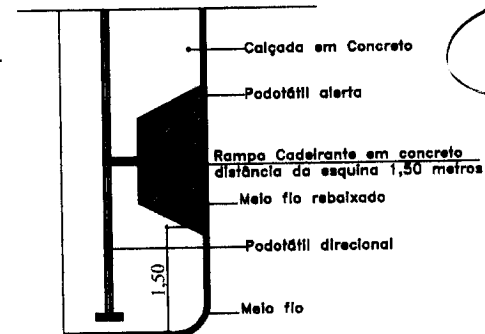 Calçada em Concreto
Podotátil alerta
Rampa Cadeirante em concreto
distância da esquina 1,50 metros
Meio fio rebaixado
Podotátil direcional
1,50
Meio fio